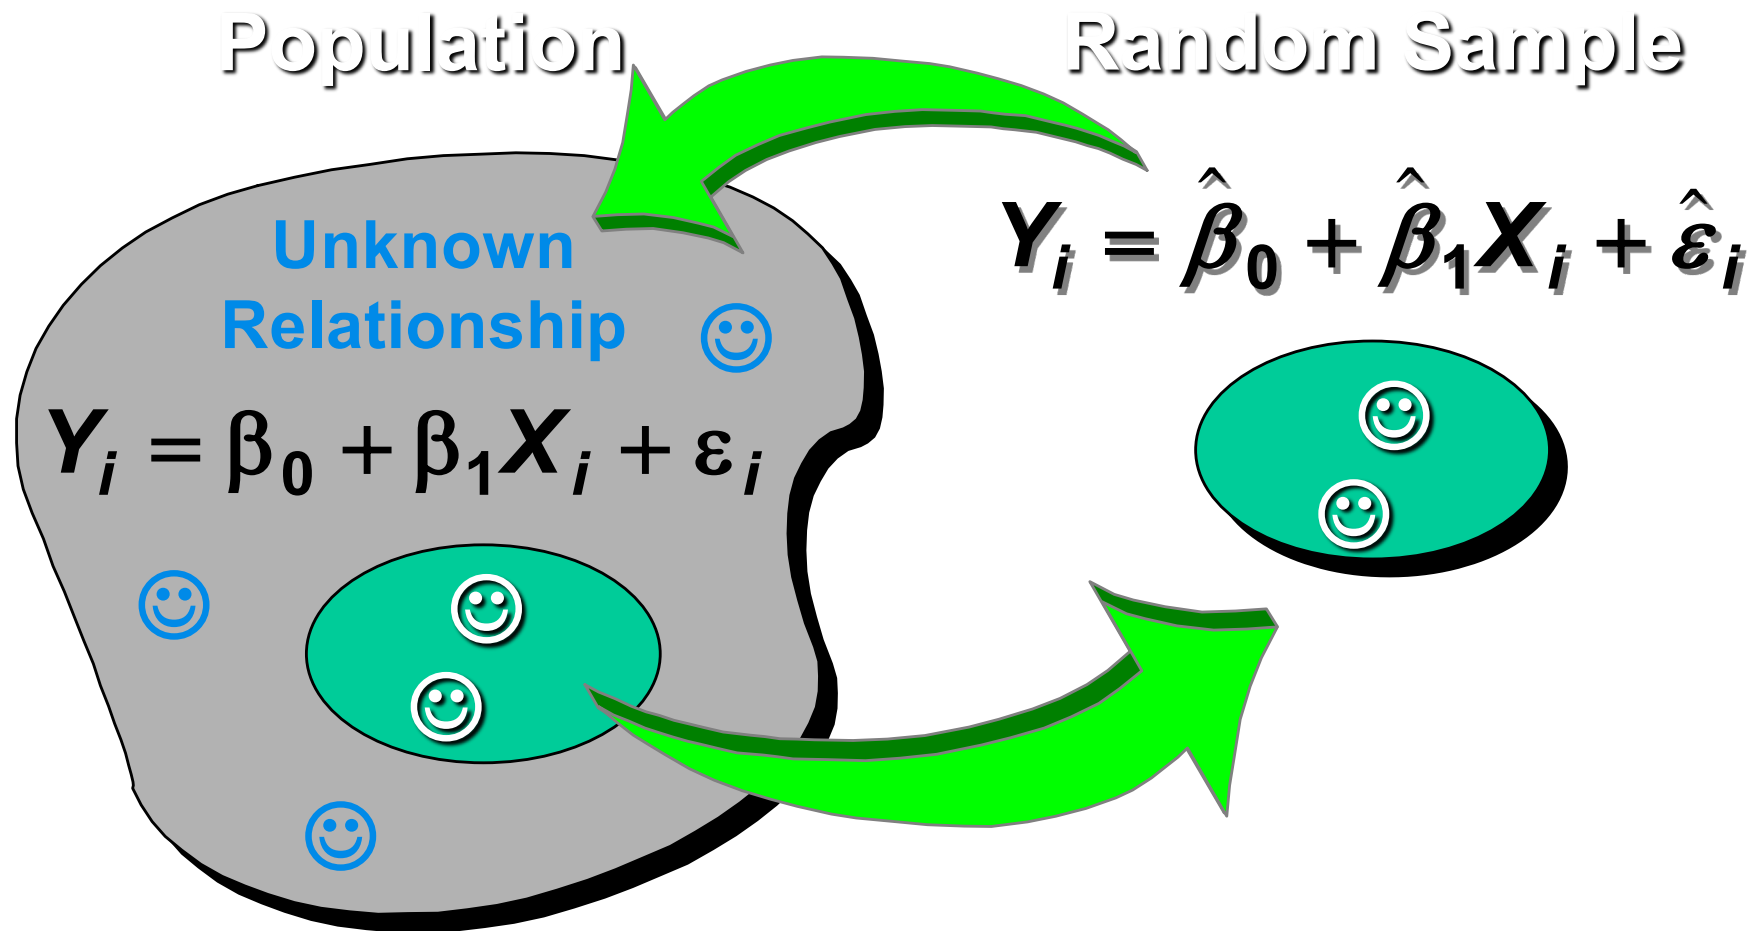 Population
Random Sample
Unknown
Relationship
Yᵢ = β₀ + β₁Xᵢ + εᵢ
Yᵢ = β̂₀ + β̂₁Xᵢ + ε̂ᵢ